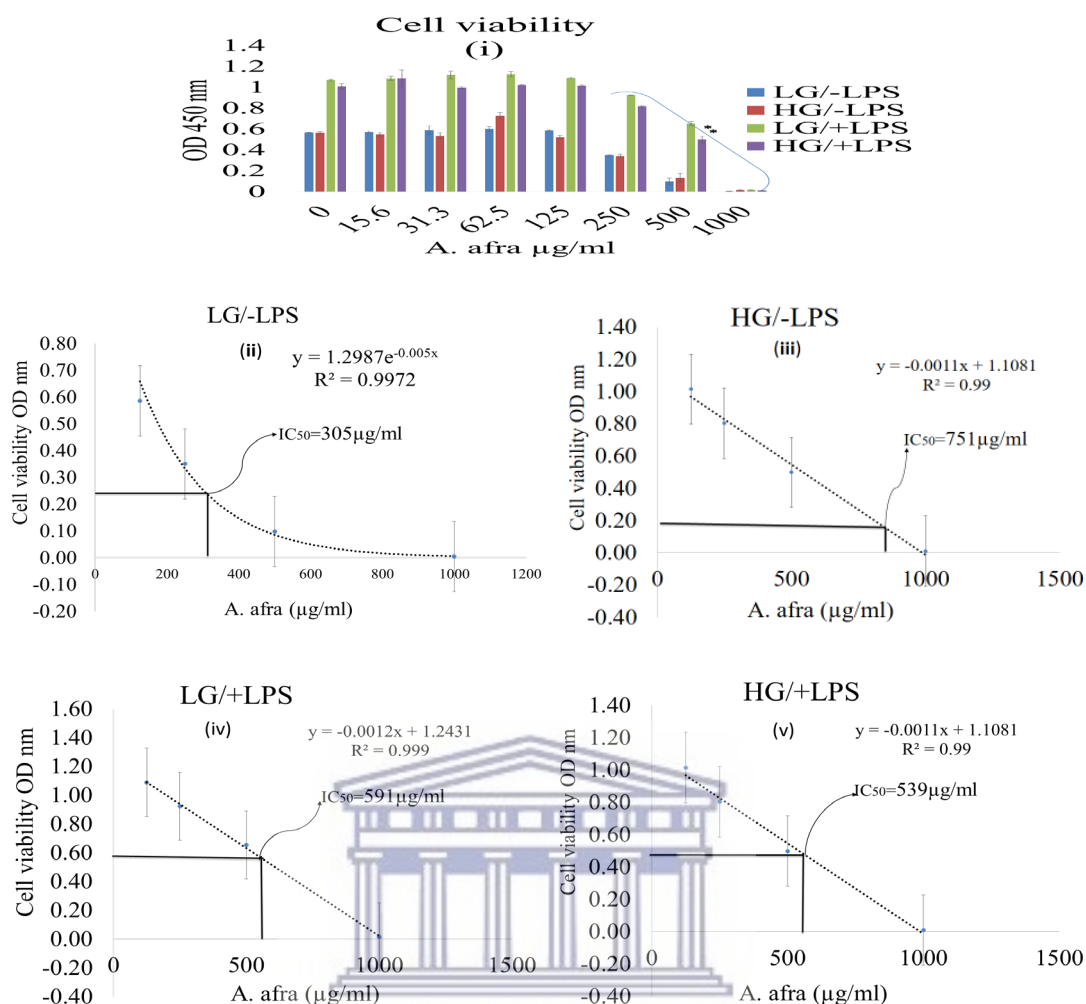 Cell viability
(i)
1.4
1.2
1
0.8
0.6
0.4
0.2
0
OD 450 nm
**
LG/-LPS
HG/-LPS
LG/+LPS
HG/+LPS
0
15.6
31.3
62.5
125
250
500
1000
A. afra µg/ml
LG/-LPS
(ii)
y = 1.2987e^-0.005x
R² = 0.9972
IC50=305µg/ml
0.80
0.70
0.60
0.50
0.40
0.30
0.20
0.10
0.00
-0.10
-0.20
Cell viability OD nm
0 200 400 600 800 1000 1200
A. afra (µg/ml)
HG/-LPS
(iii)
y = -0.0011x + 1.1081
R² = 0.99
IC50=751µg/ml
1.40
1.20
1.00
0.80
0.60
0.40
0.20
0.00
-0.20
-0.40
Cell viability OD nm
0 500 1000 1500
A. afra (µg/ml)
LG/+LPS
(iv)
y = -0.0012x + 1.2431
R² = 0.999
IC50=591µg/ml
1.60
1.40
1.20
1.00
0.80
0.60
0.40
0.20
0.00
-0.20
-0.40
Cell viability OD nm
0 500 1000 1500
A. afra (µg/ml)
HG/+LPS
(v)
y = -0.0011x + 1.1081
R² = 0.99
IC50=539µg/ml
1.40
1.20
1.00
0.80
0.60
0.40
0.20
0.00
-0.20
-0.40
Cell viability OD nm
0 500 1000 1500
A. afra (µg/ml)